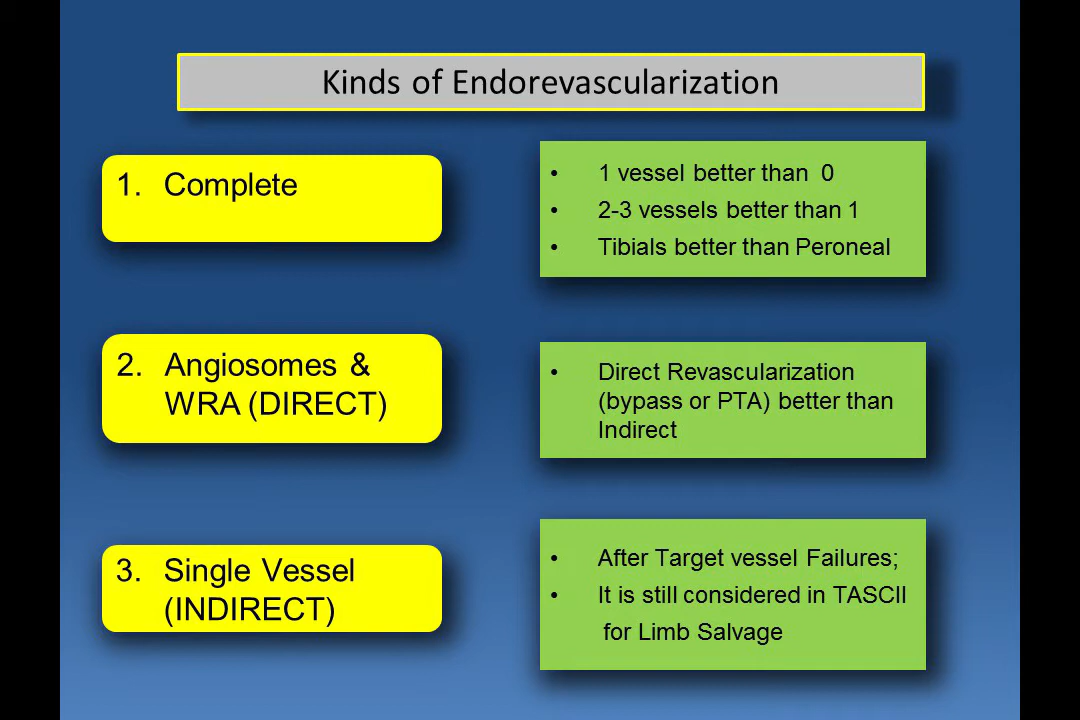 Kinds of Endorevascularization
1. Complete
• 1 vessel better than 0
• 2-3 vessels better than 1
• Tibials better than Peroneal
2. Angiosomes &
WRA (DIRECT)
• Direct Revascularization
(bypass or PTA) better than
Indirect
3. Single Vessel
(INDIRECT)
• After Target vessel Failures;
• It is still considered in TASCII
for Limb Salvage